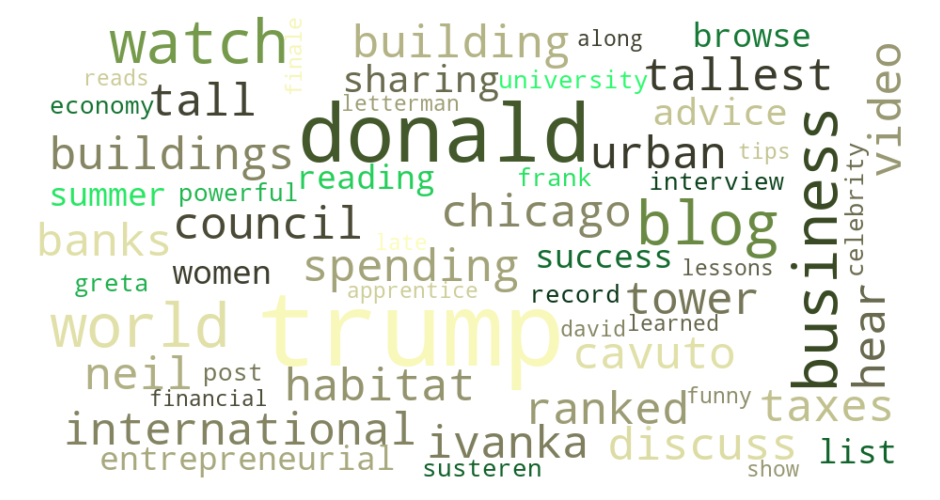 watch
building
along
browse
finale
reads
sharing
university
tallest
video
economy
tall
letterman
advice
donald
business
buildings
urban
tips
celebrity
summer
powerful
reading
frank
interview
council
chicago
blog
banks
late
women
spending
success
lessons
greta
apprentice
record
tower
hear
world
trump
david
learned
cavuto
neil
post
habitat
financial
ranked
funny
taxes
international
ivanka
discuss
list
entrepreneurial
susteren
show